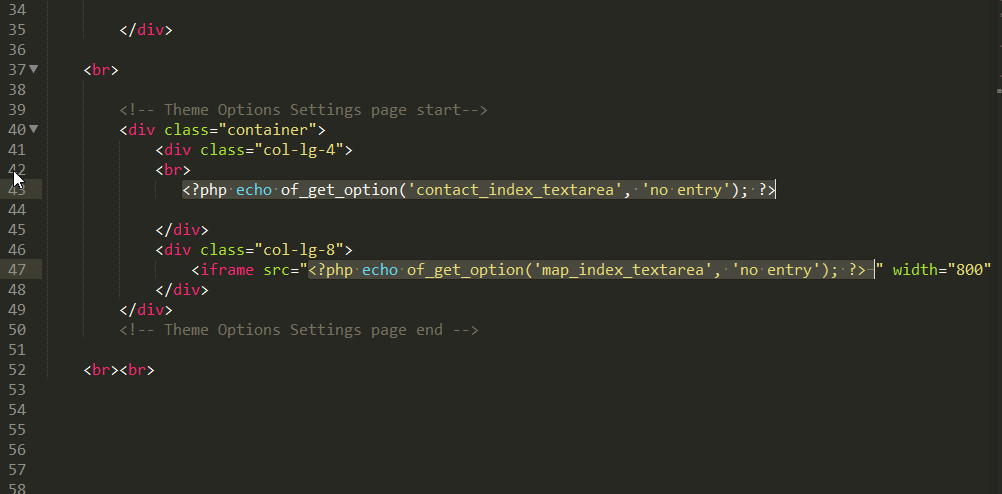 34
35 </div>
36
37 <br>
38
39 <!-- Theme Options Settings page start-->
40 <div class="container">
41 <div class="col-lg-4">
42 <br>
43 <?php echo of_get_option('contact_index_textarea', 'no entry'); ?>
44
45 </div>
46 <div class="col-lg-8">
47 <iframe src="<?php echo of_get_option('map_index_textarea', 'no entry'); ?> " width="800"
48 </div>
49 </div>
50 <!-- Theme Options Settings page end -->
51
52 <br><br>
53
54
55
56
57
58